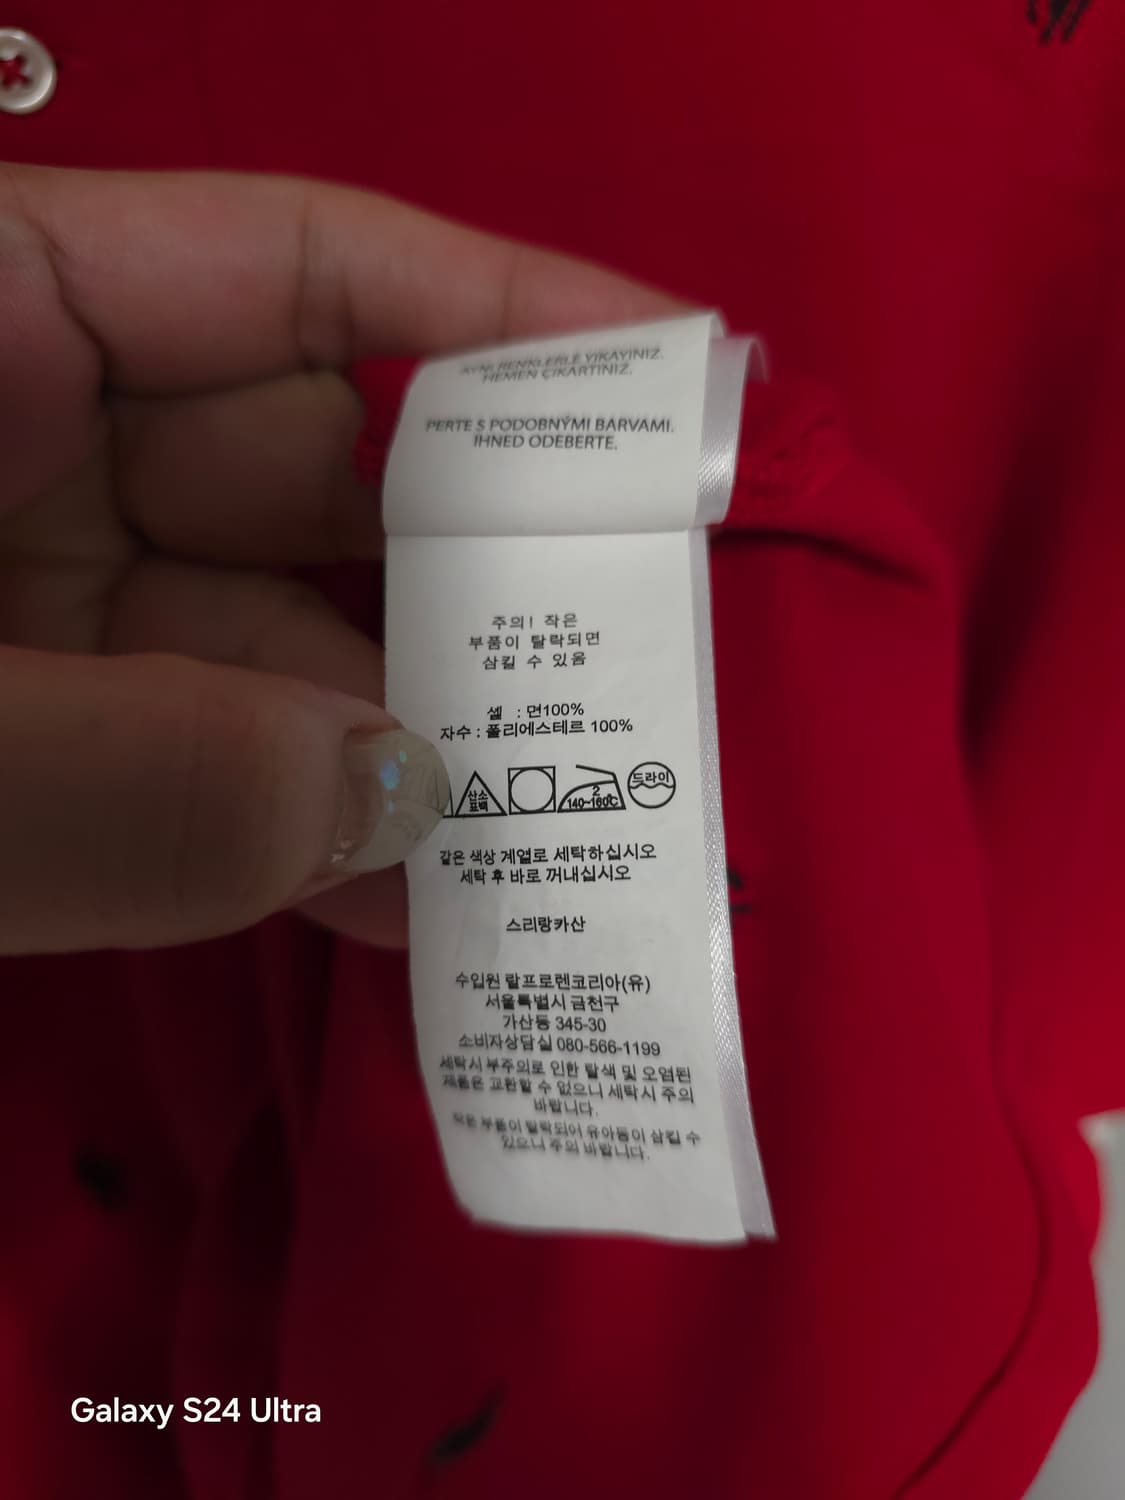 AYNI RENKLERLE YIKAYINIZ.
HEMEN ÇIKARTINIZ.
PERTE S PODOBNÝMI BARVAMI.
IHNED ODEBERTE.
주의! 작은
부품이 탈락되면
삼킬 수 있음
셸 : 면100%
자수 : 폴리에스테르 100%
산소
표백
2
140~160℃
드라이
같은 색상 계열로 세탁하십시오
세탁 후 바로 꺼내십시오
스리랑카산
수입원 랄프로렌코리아(유)
서울특별시 금천구
가산동 345-30
소비자상담실 080-566-1199
세탁시 부주의로 인한 탈색 및 오염된
제품은 교환할 수 없으니 세탁시 주의
바랍니다.
작은 부품이 탈락되어 유아등이 삼킬 수
있으니 주의 바랍니다.
Galaxy S24 Ultra